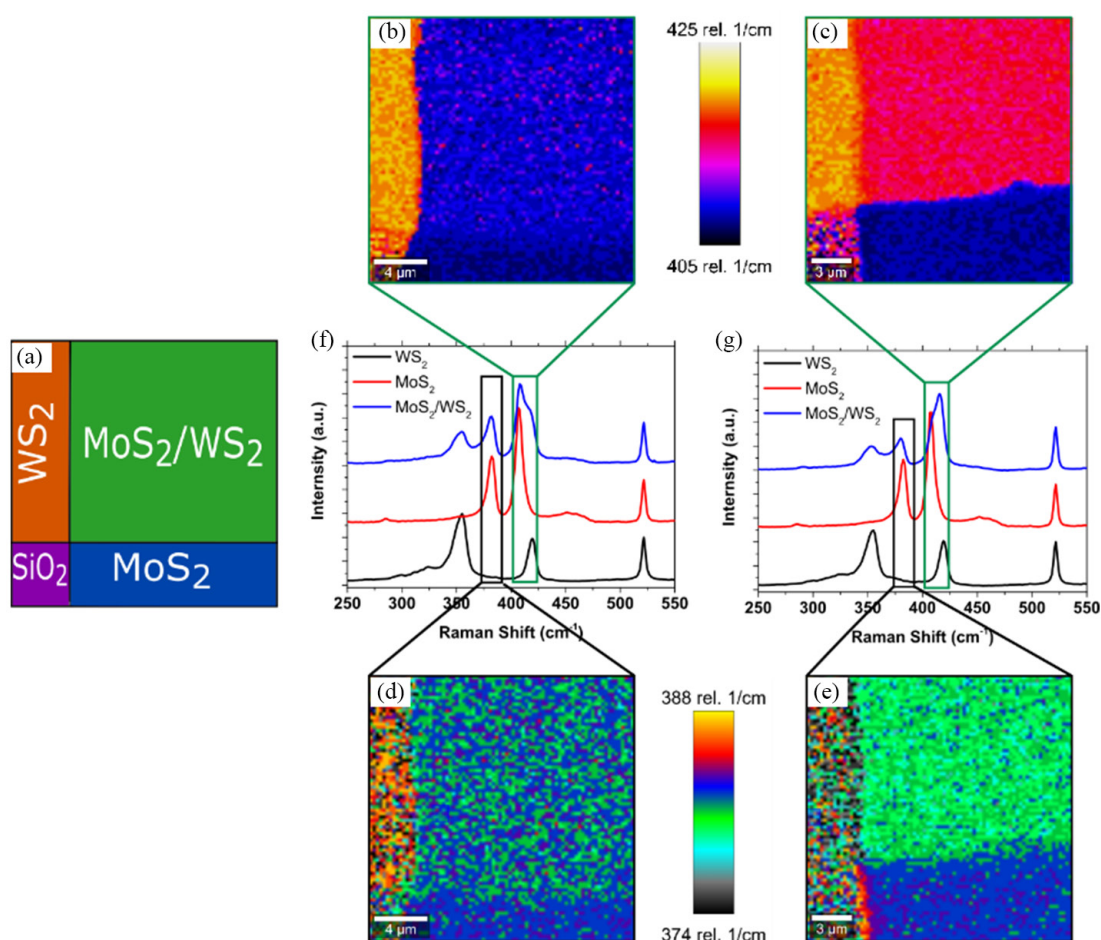 (b)
425 rel. 1/cm
(c)
405 rel. 1/cm
4 µm
3 µm
(a)
WS₂
MoS₂/WS₂
SiO₂
MoS₂
(f)
WS₂
MoS₂
MoS₂/WS₂
Internsity (a.u.)
250 300 350 400 450 500 550
Raman Shift (cm⁻¹)
(g)
WS₂
MoS₂
MoS₂/WS₂
Intensity (a.u.)
250 300 350 400 450 500 550
Raman Shift (cm⁻¹)
(d)
388 rel. 1/cm
(e)
374 rel. 1/cm
4 µm
3 µm